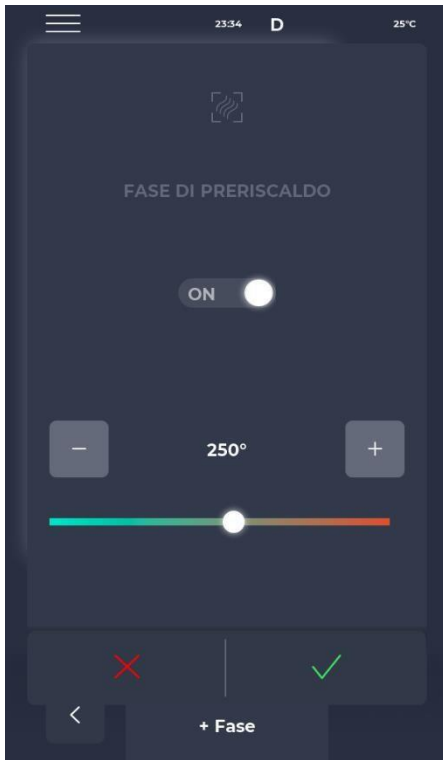 23:34 D 25°C
FASE DI PRERISCALDO
ON
250°
+ Fase